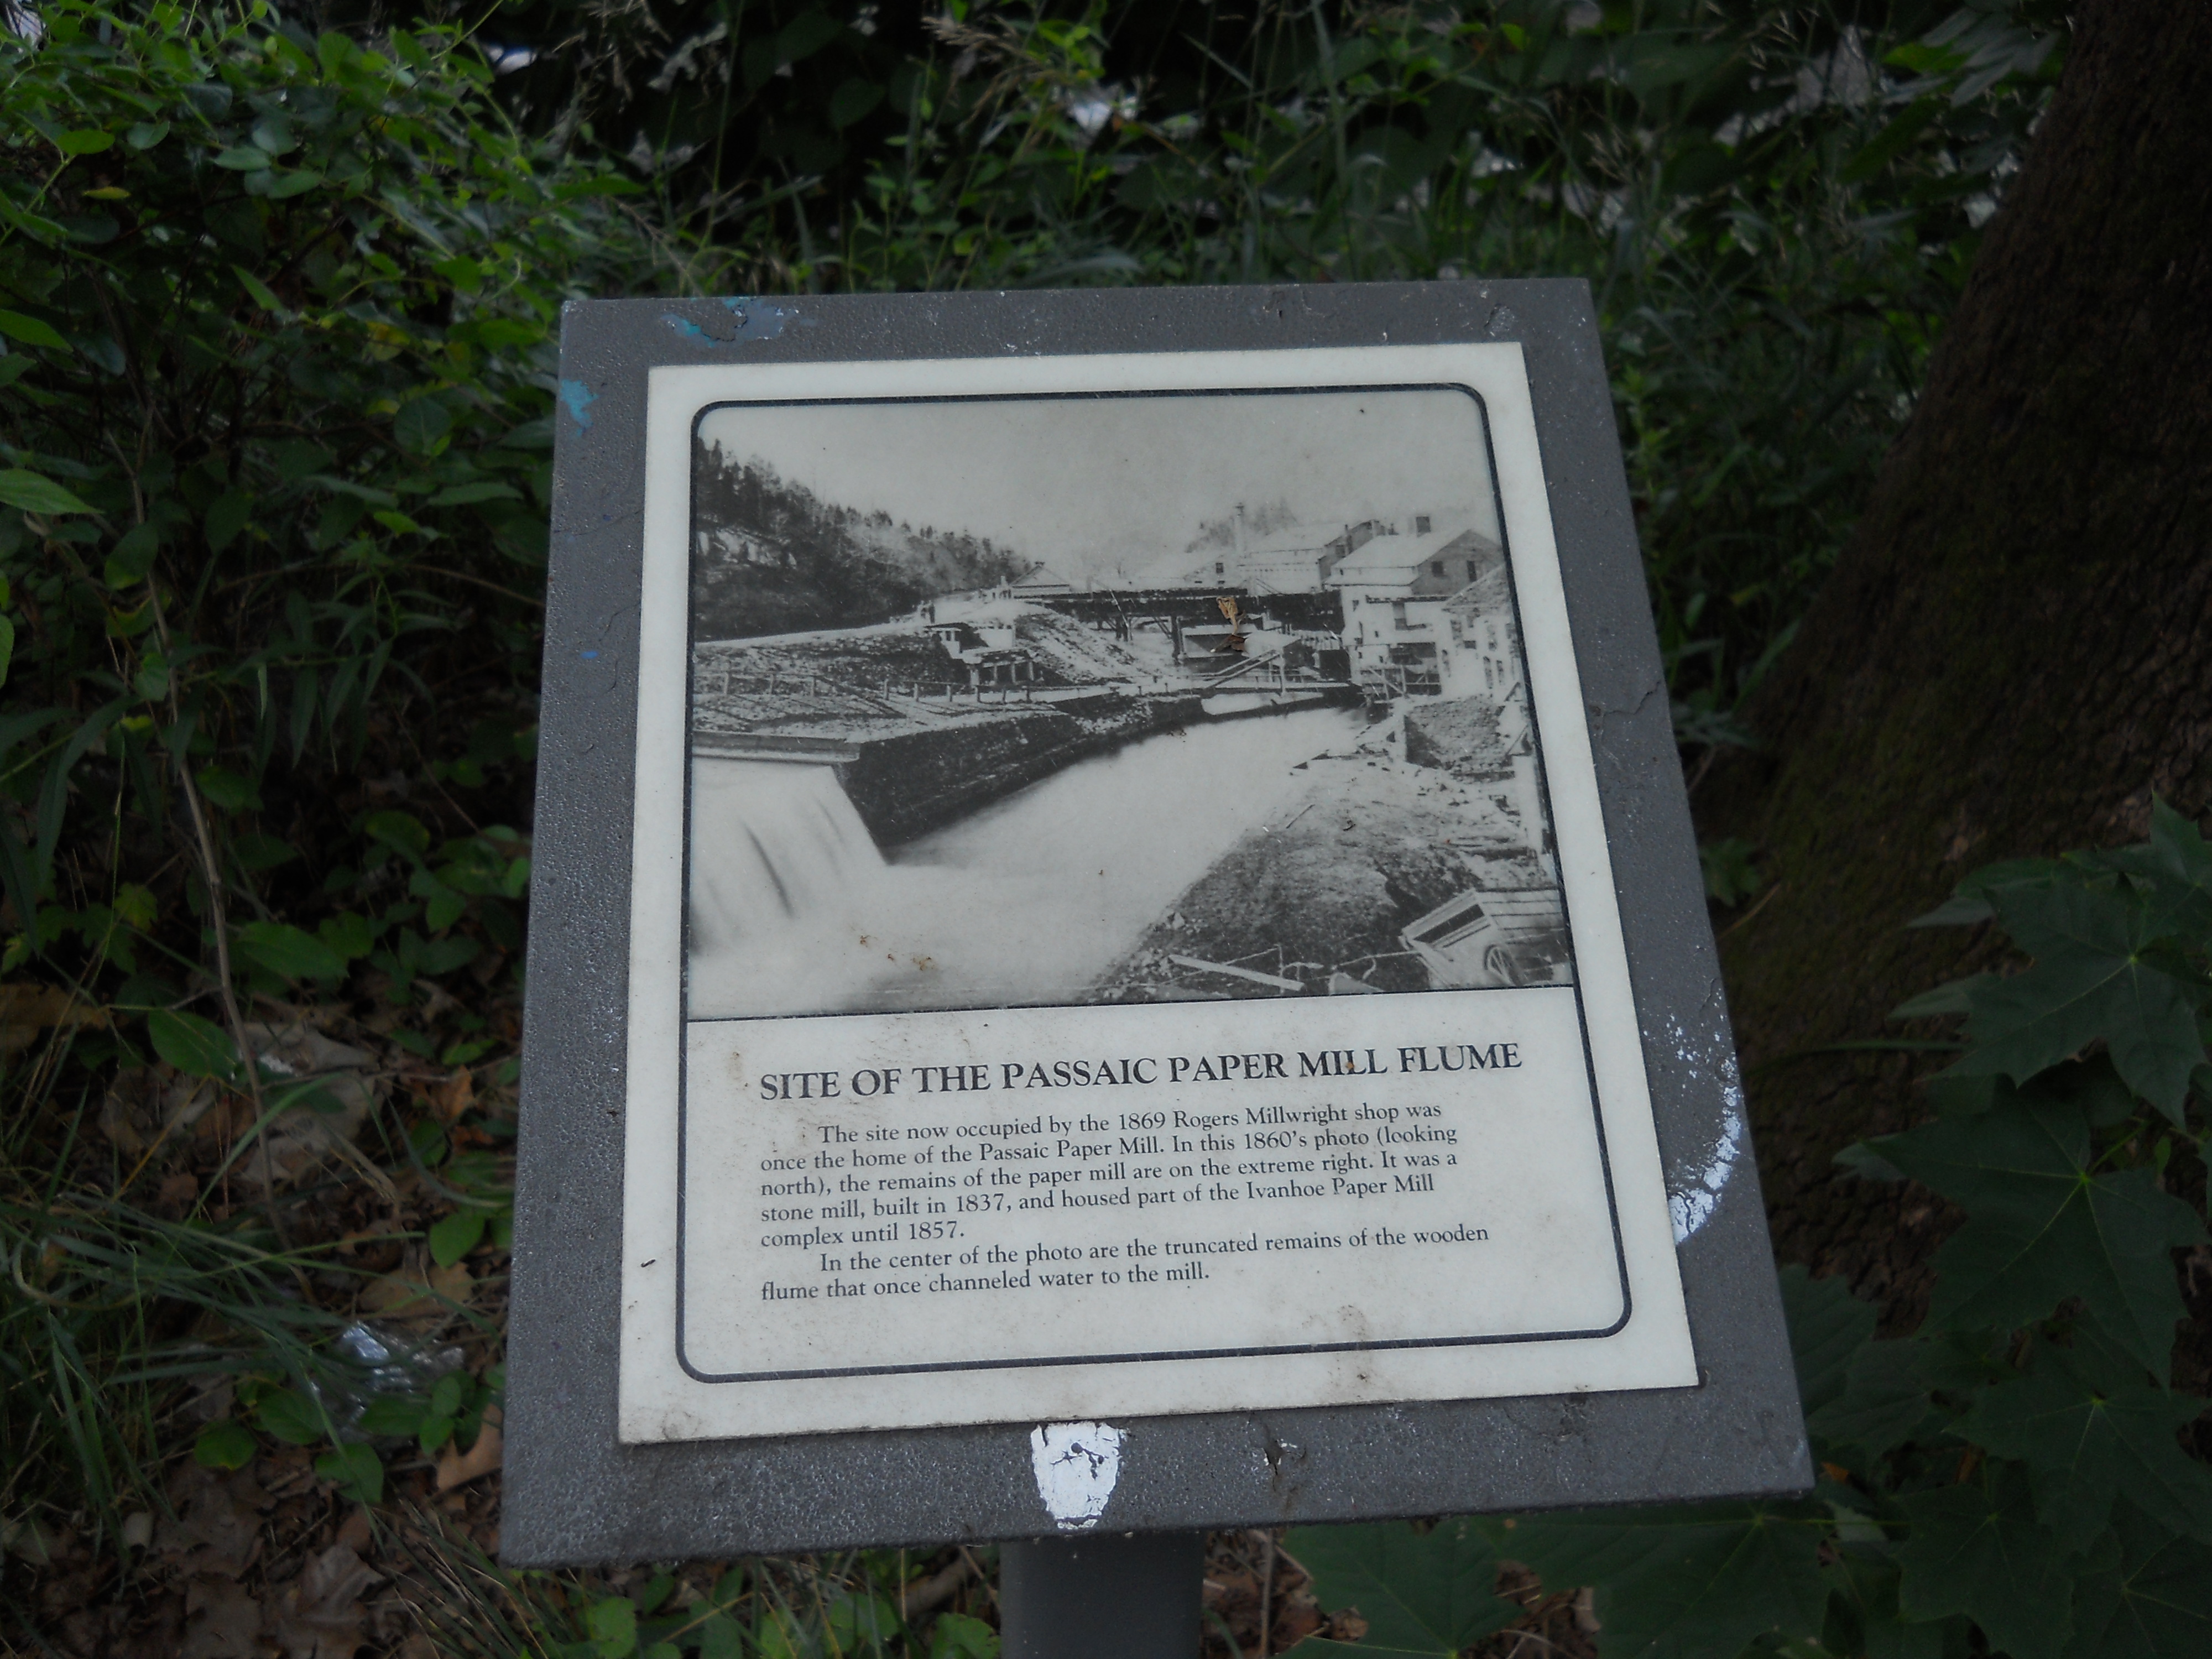 SITE OF THE PASSAIC PAPER MILL FLUME
The site now occupied by the 1869 Rogers Millwright shop was
once the home of the Passaic Paper Mill. In this 1860's photo (looking
north), the remains of the paper mill are on the extreme right. It was a
stone mill, built in 1837, and housed part of the Ivanhoe Paper Mill
complex until 1857.
In the center of the photo are the truncated remains of the wooden
flume that once channeled water to the mill.